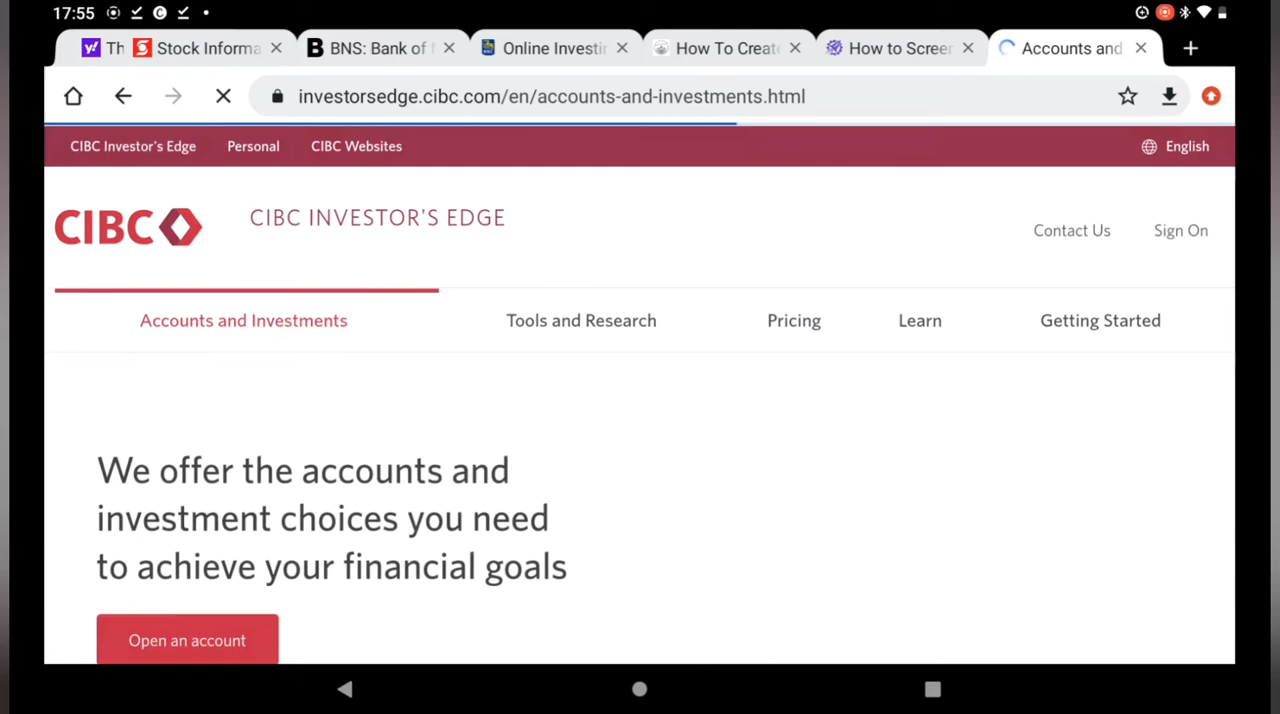 17:55
Th
Stock Informa
BNS: Bank of
Online Investin
How To Create
How to Screen
Accounts and
investorsedge.cibc.com/en/accounts-and-investments.html
CIBC Investor's Edge
Personal
CIBC Websites
English
CIBC
CIBC INVESTOR'S EDGE
Contact Us
Sign On
Accounts and Investments
Tools and Research
Pricing
Learn
Getting Started
We offer the accounts and
investment choices you need
to achieve your financial goals
Open an account